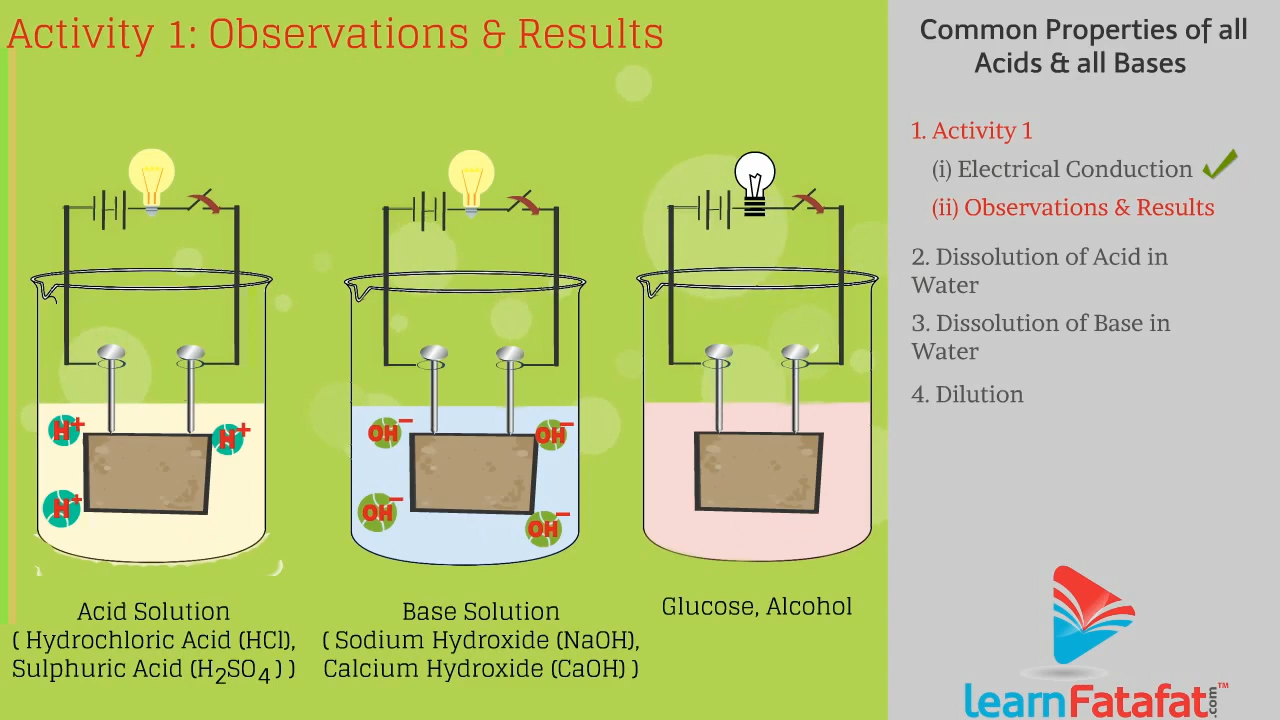 Activity 1: Observations & Results
H+
H+
H+
OH−
OH−
OH−
OH−
Acid Solution
( Hydrochloric Acid (HCl),
Sulphuric Acid (H₂SO₄) )
Base Solution
( Sodium Hydroxide (NaOH),
Calcium Hydroxide (CaOH) )
Glucose, Alcohol
Common Properties of all
Acids & all Bases
1. Activity 1
(i) Electrical Conduction
(ii) Observations & Results
2. Dissolution of Acid in
Water
3. Dissolution of Base in
Water
4. Dilution
learnFatafat.com™